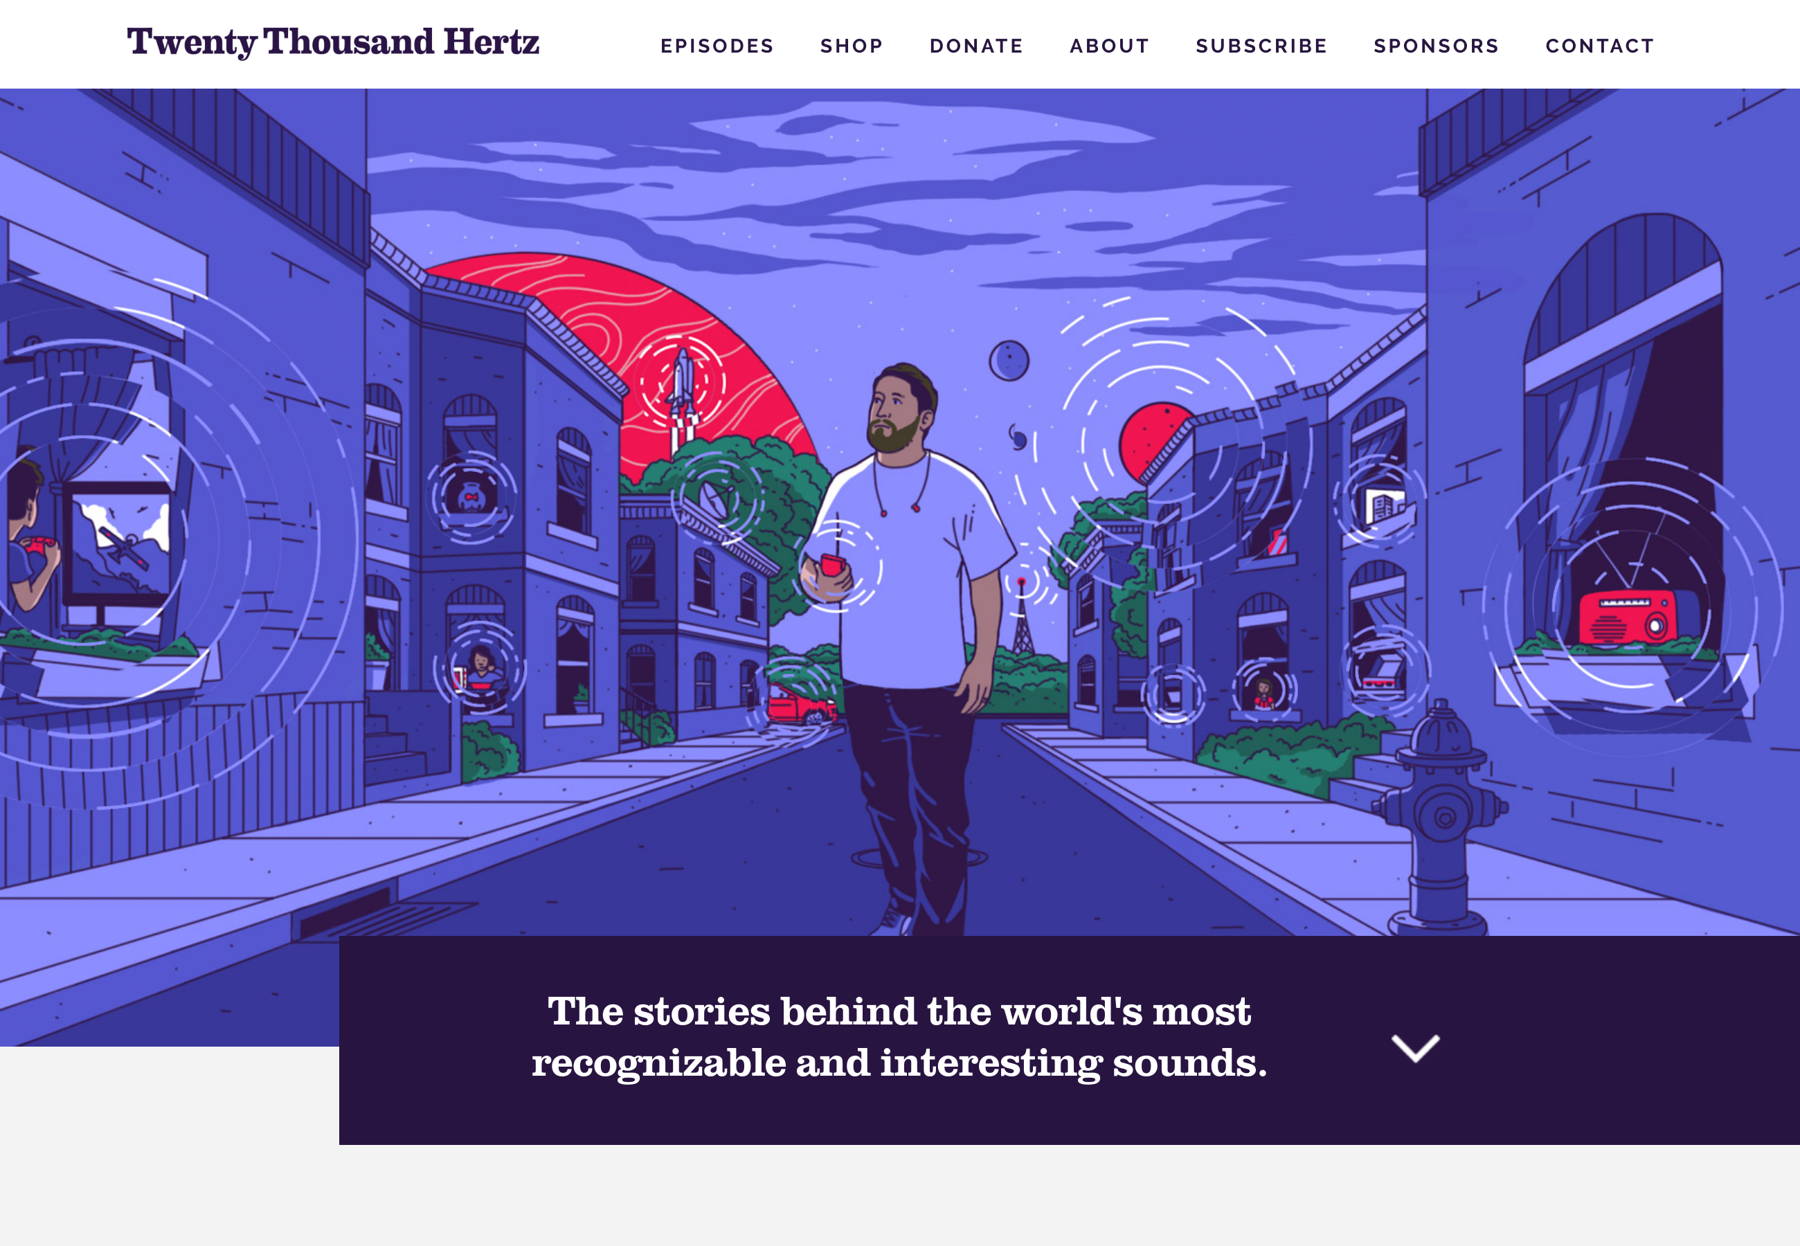 Twenty Thousand Hertz
EPISODES SHOP DONATE ABOUT SUBSCRIBE SPONSORS CONTACT
The stories behind the world's most
recognizable and interesting sounds.